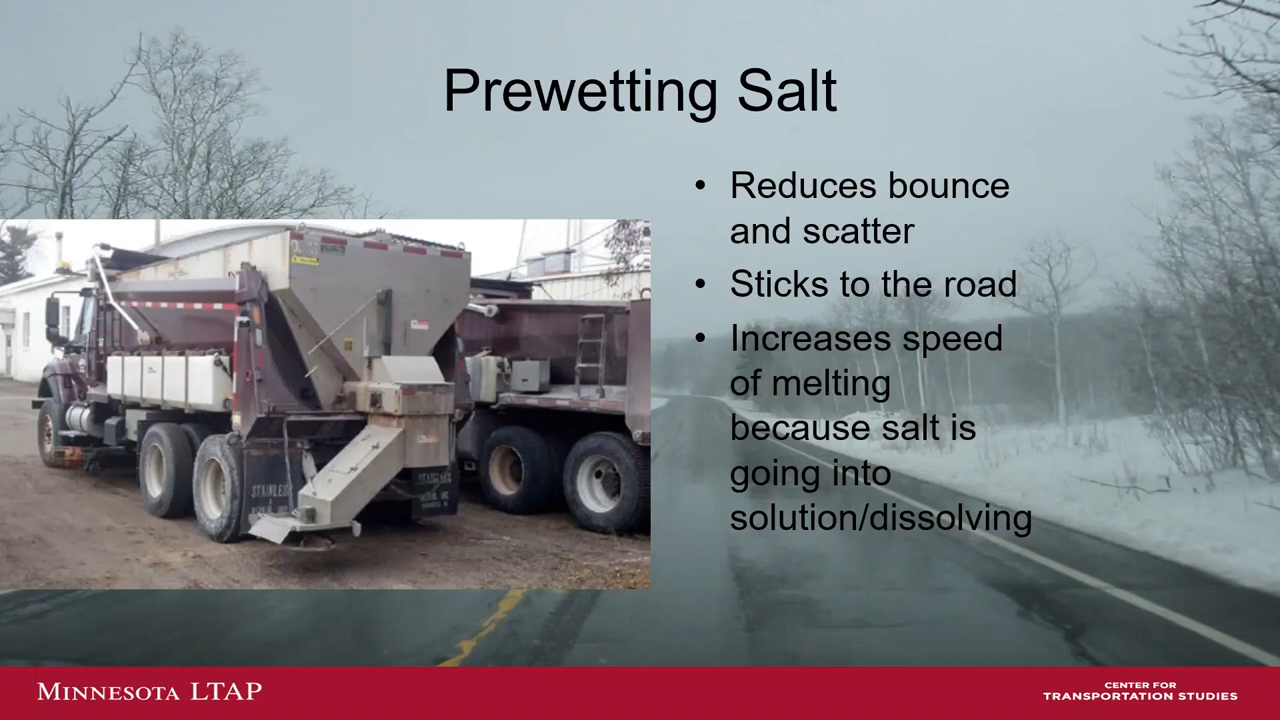 Prewetting Salt
• Reduces bounce
and scatter
• Sticks to the road
• Increases speed
of melting
because salt is
going into
solution/dissolving
STAINLESS
MINNESOTA LTAP
CENTER FOR
TRANSPORTATION STUDIES